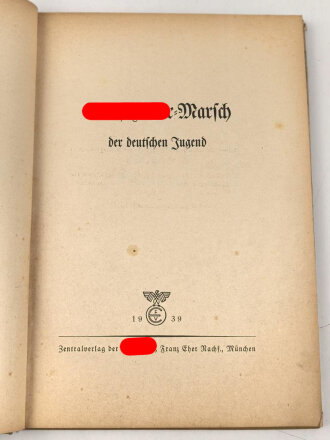 r-Marsch
der deutschen Jugend
19 39
Zentralverlag der Franz Eher Nachf., München